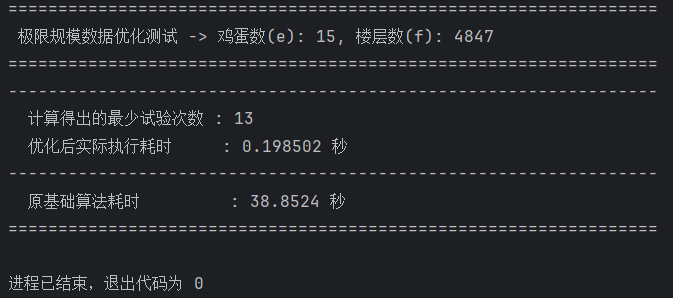 =================================================================
极限规模数据优化测试 -> 鸡蛋数(e): 15, 楼层数(f): 4847
=================================================================
-----------------------------------------------------------------
计算得出的最少试验次数 : 13
优化后实际执行耗时 : 0.198502 秒
-----------------------------------------------------------------
原基础算法耗时 : 38.8524 秒
=================================================================
进程已结束，退出代码为 0